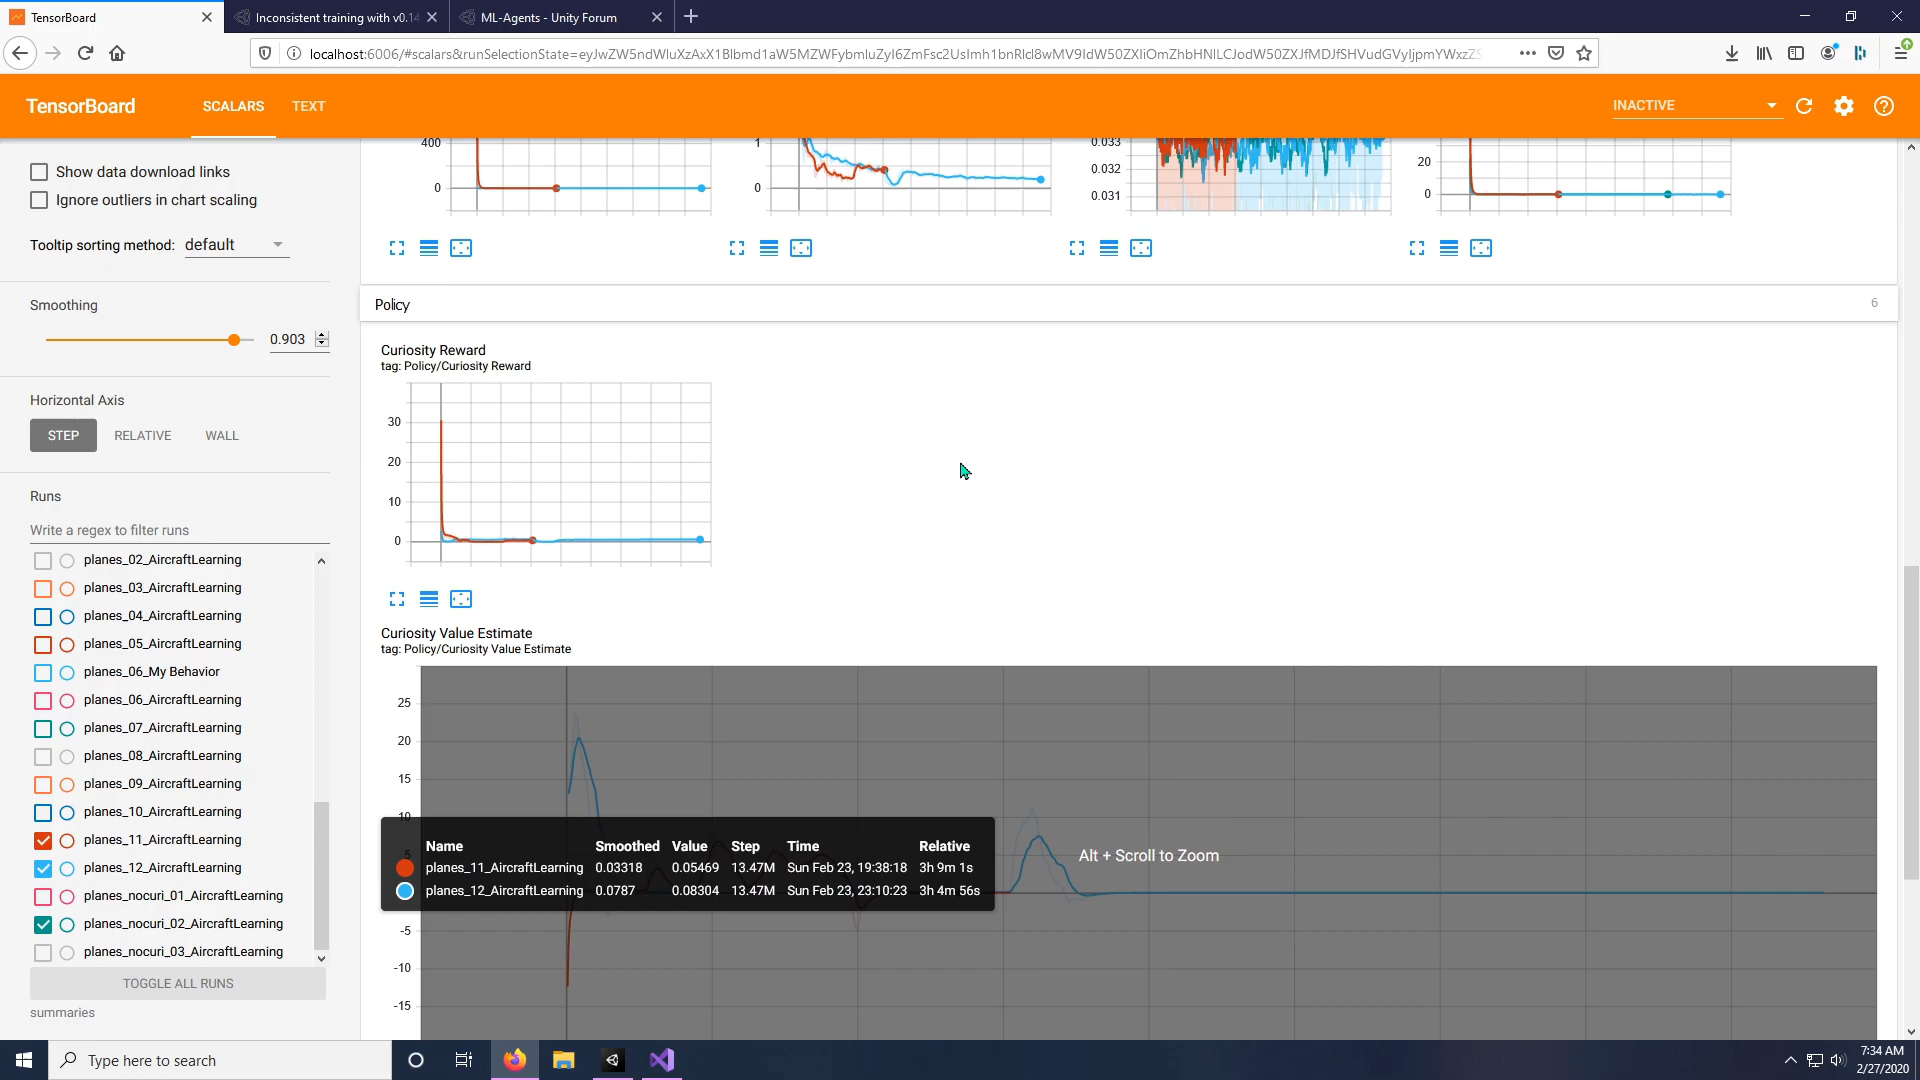 TensorBoard
Inconsistent training with v0.14
ML-Agents - Unity Forum
TensorBoard
SCALARS
TEXT
INACTIVE
Show data download links
Ignore outliers in chart scaling
Tooltip sorting method: default
Smoothing
0.903
Horizontal Axis
STEP
RELATIVE
WALL
Runs
Write a regex to filter runs
planes_02_AircraftLearning
planes_03_AircraftLearning
planes_04_AircraftLearning
planes_05_AircraftLearning
planes_06_My Behavior
planes_06_AircraftLearning
planes_07_AircraftLearning
planes_08_AircraftLearning
planes_09_AircraftLearning
planes_10_AircraftLearning
planes_11_AircraftLearning
planes_12_AircraftLearning
planes_nocuri_01_AircraftLearning
planes_nocuri_02_AircraftLearning
planes_nocuri_03_AircraftLearning
TOGGLE ALL RUNS
summaries
400
0
1
0
0.033
0.032
0.031
20
0
Policy
6
Curiosity Reward
tag: Policy/Curiosity Reward
30
20
10
0
Curiosity Value Estimate
tag: Policy/Curiosity Value Estimate
25
20
15
10
5
-5
-10
-15
Name Smoothed Value Step Time Relative
planes_11_AircraftLearning 0.03318 0.05469 13.47M Sun Feb 23, 19:38:18 3h 9m 1s
planes_12_AircraftLearning 0.0787 0.08304 13.47M Sun Feb 23, 23:10:23 3h 4m 56s
Alt + Scroll to Zoom
Type here to search
7:34 AM
2/27/2020